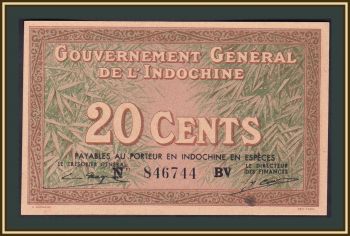 GOUVERNEMENT GÉNÉRAL
DE L'INDOCHINE
20 CENTS
PAYABLES AU PORTEUR EN INDOCHINE EN ESPÈCES
LE TRÉSORIER GÉNÉRAL
LE DIRECTEUR
DES FINANCES
N° 846744 BV